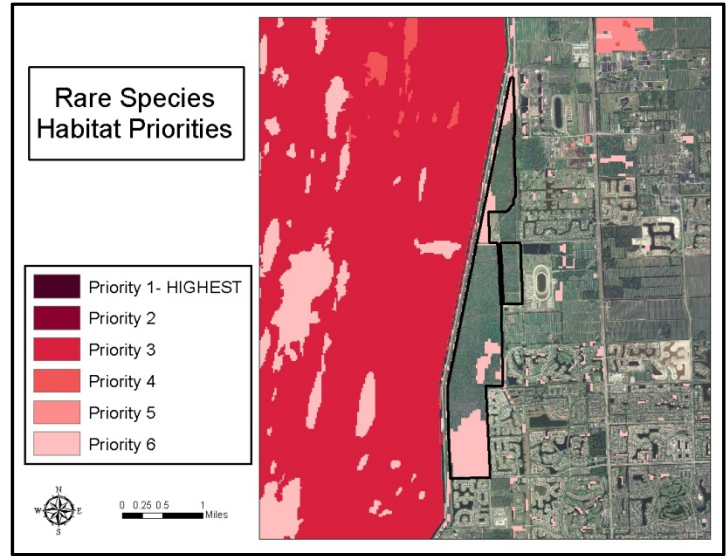 Rare Species
Habitat Priorities
Priority 1- HIGHEST
Priority 2
Priority 3
Priority 4
Priority 5
Priority 6
N
W E
S
0 0.25 0.5 1
Miles